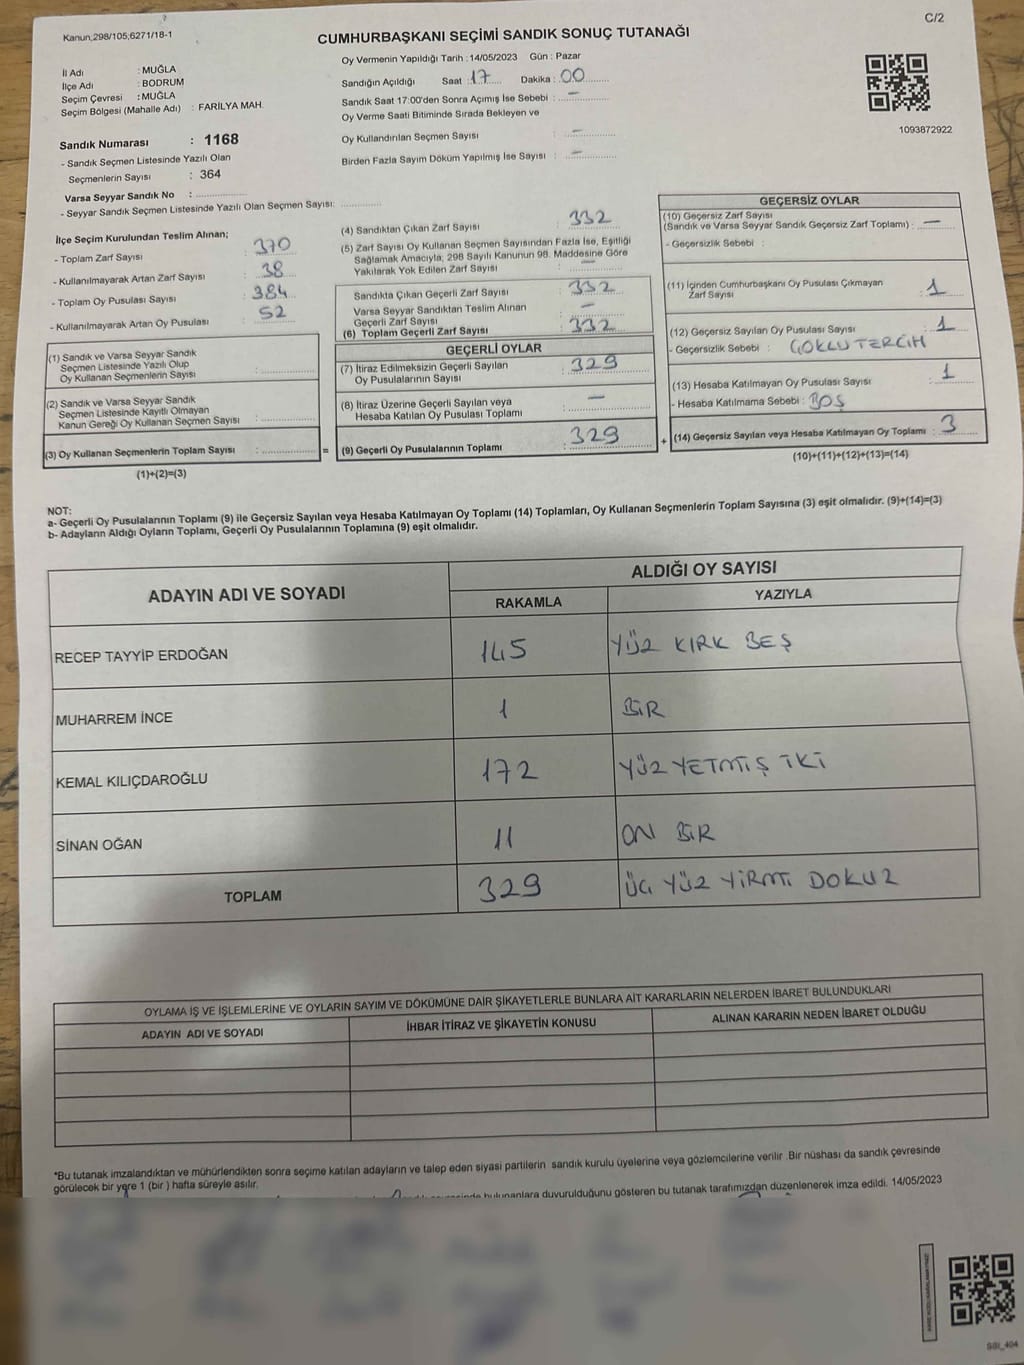 Kanun;298/105;6271/18-1
C/2
CUMHURBAŞKANI SEÇİMİ SANDIK SONUÇ TUTANAĞI
İl Adı : MUĞLA
İlçe Adı : BODRUM
Seçim Çevresi : MUĞLA
Seçim Bölgesi (Mahalle Adı) : FARİLYA MAH.
Sandık Numarası : 1168
- Sandık Seçmen Listesinde Yazılı Olan
Seçmenlerin Sayısı : 364
Varsa Seyyar Sandık No :
- Seyyar Sandık Seçmen Listesinde Yazılı Olan Seçmen Sayısı:
Oy Vermenin Yapıldığı Tarih : 14/05/2023 Gün : Pazar
Sandığın Açıldığı Saat : 17 Dakika : 00
Sandık Saat 17:00'den Sonra Açımış İse Sebebi : —
Oy Verme Saati Bitiminde Sırada Bekleyen ve
Oy Kullandırılan Seçmen Sayısı : —
Birden Fazla Sayım Döküm Yapılmış İse Sayısı : —
1093872922
İlçe Seçim Kurulundan Teslim Alınan;
- Toplam Zarf Sayısı : 370
- Kullanılmayarak Artan Zarf Sayısı : 38
- Toplam Oy Pusulası Sayısı : 384
- Kullanılmayarak Artan Oy Pusulası : 52
(1) Sandık ve Varsa Seyyar Sandık
Seçmen Listesinde Yazılı Olup
Oy Kullanan Seçmenlerin Sayısı :
(2) Sandık ve Varsa Seyyar Sandık
Seçmen Listesinde Kayıtlı Olmayan
Kanun Gereği Oy Kullanan Seçmen Sayısı :
(3) Oy Kullanan Seçmenlerin Toplam Sayısı :
(1)+(2)=(3)
=
(4) Sandıktan Çıkan Zarf Sayısı : 332
(5) Zarf Sayısı Oy Kullanan Seçmen Sayısından Fazla İse, Eşitliği
Sağlamak Amacıyla; 298 Sayılı Kanunun 98. Maddesine Göre
Yakılarak Yok Edilen Zarf Sayısı : —
Sandıkta Çıkan Geçerli Zarf Sayısı : 332
Varsa Seyyar Sandıktan Teslim Alınan
Geçerli Zarf Sayısı : —
(6) Toplam Geçerli Zarf Sayısı : 332
GEÇERLİ OYLAR
(7) İtiraz Edilmeksizin Geçerli Sayılan
Oy Pusulalarının Sayısı : 329
(8) İtiraz Üzerine Geçerli Sayılan veya
Hesaba Katılan Oy Pusulası Toplamı : —
(9) Geçerli Oy Pusulalarının Toplamı : 329
+
GEÇERSİZ OYLAR
(10) Geçersiz Zarf Sayısı
(Sandık ve Varsa Seyyar Sandık Geçersiz Zarf Toplamı) : —
- Geçersizlik Sebebi :
(11) İçinden Cumhurbaşkanı Oy Pusulası Çıkmayan
Zarf Sayısı : 1
(12) Geçersiz Sayılan Oy Pusulası Sayısı : 1
- Geçersizlik Sebebi : ÇOKLU TERCİH
(13) Hesaba Katılmayan Oy Pusulası Sayısı : 1
- Hesaba Katılmama Sebebi : BOŞ
(14) Geçersiz Sayılan veya Hesaba Katılmayan Oy Toplamı : 3
(10)+(11)+(12)+(13)=(14)
NOT:
a- Geçerli Oy Pusulalarının Toplamı (9) ile Geçersiz Sayılan veya Hesaba Katılmayan Oy Toplamı (14) Toplamları, Oy Kullanan Seçmenlerin Toplam Sayısına (3) eşit olmalıdır. (9)+(14)=(3)
b- Adayların Aldığı Oyların Toplamı, Geçerli Oy Pusulalarının Toplamına (9) eşit olmalıdır.
ADAYIN ADI VE SOYADI
ALDIĞI OY SAYISI
RAKAMLA YAZIYLA
RECEP TAYYİP ERDOĞAN 145 YÜZ KIRK BEŞ
MUHARREM İNCE 1 BİR
KEMAL KILIÇDAROĞLU 172 YÜZ YETMİŞ İKİ
SİNAN OĞAN 11 ON BİR
TOPLAM 329 ÜÇ YÜZ YİRMİ DOKUZ
OYLAMA İŞ VE İŞLEMLERİNE VE OYLARIN SAYIM VE DÖKÜMÜNE DAİR ŞİKAYETLERLE BUNLARA AİT KARARLARIN NELERDEN İBARET BULUNDUKLARI
ADAYIN ADI VE SOYADI İHBAR İTİRAZ VE ŞİKAYETİN KONUSU ALINAN KARARIN NEDEN İBARET OLDUĞU
*Bu tutanak imzalandıktan ve mühürlendikten sonra seçime katılan adayların ve talep eden siyasi partilerin sandık kurulu üyelerine veya gözlemcilerine verilir .Bir nüshası da sandık çevresinde
görülecek bir yere 1 (bir ) hafta süreyle asılır.
bulunanlara duyurulduğunu gösteren bu tutanak tarafımızdan düzenlenerek imza edildi. 14/05/2023
SSI_404